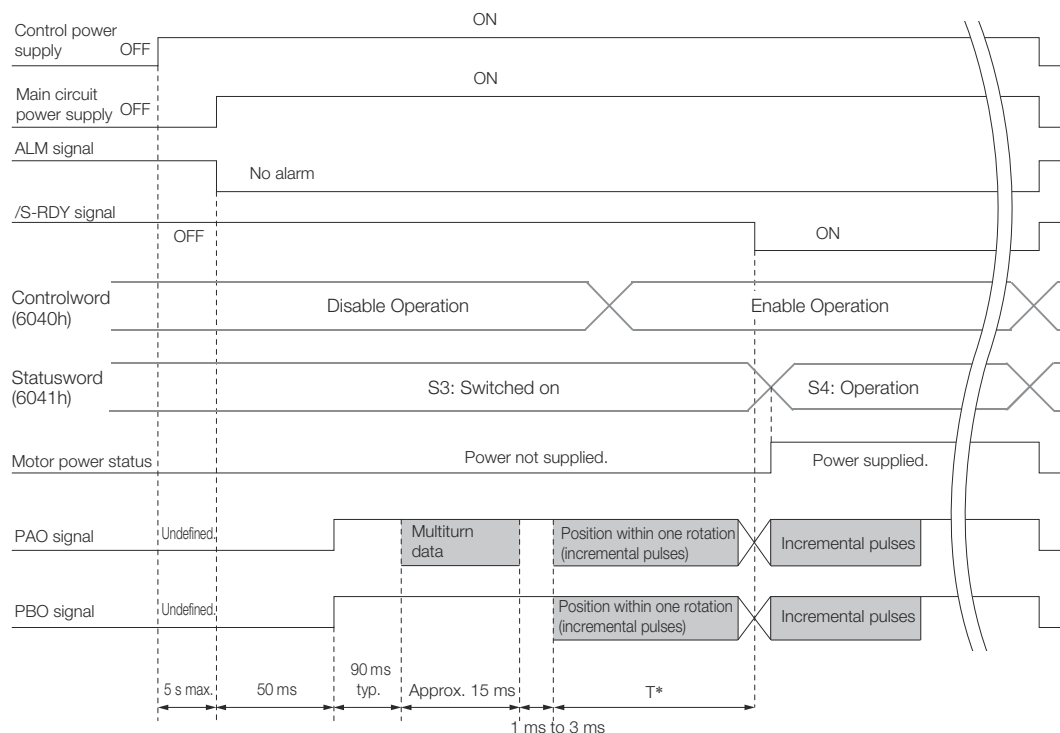 ON
Control power
supply OFF
ON
Main circuit
power supply OFF
ALM signal
No alarm
/S-RDY signal
OFF
ON
Controlword
(6040h)
Disable Operation
Enable Operation
Statusword
(6041h)
S3: Switched on
S4: Operation
Motor power status
Power not supplied.
Power supplied.
PAO signal
Undefined.
Multiturn
data
Position within one rotation
(incremental pulses)
Incremental pulses
PBO signal
Undefined.
Position within one rotation
(incremental pulses)
Incremental pulses
5 s max.
50 ms
90 ms
typ.
Approx. 15 ms
1 ms to 3 ms
T*